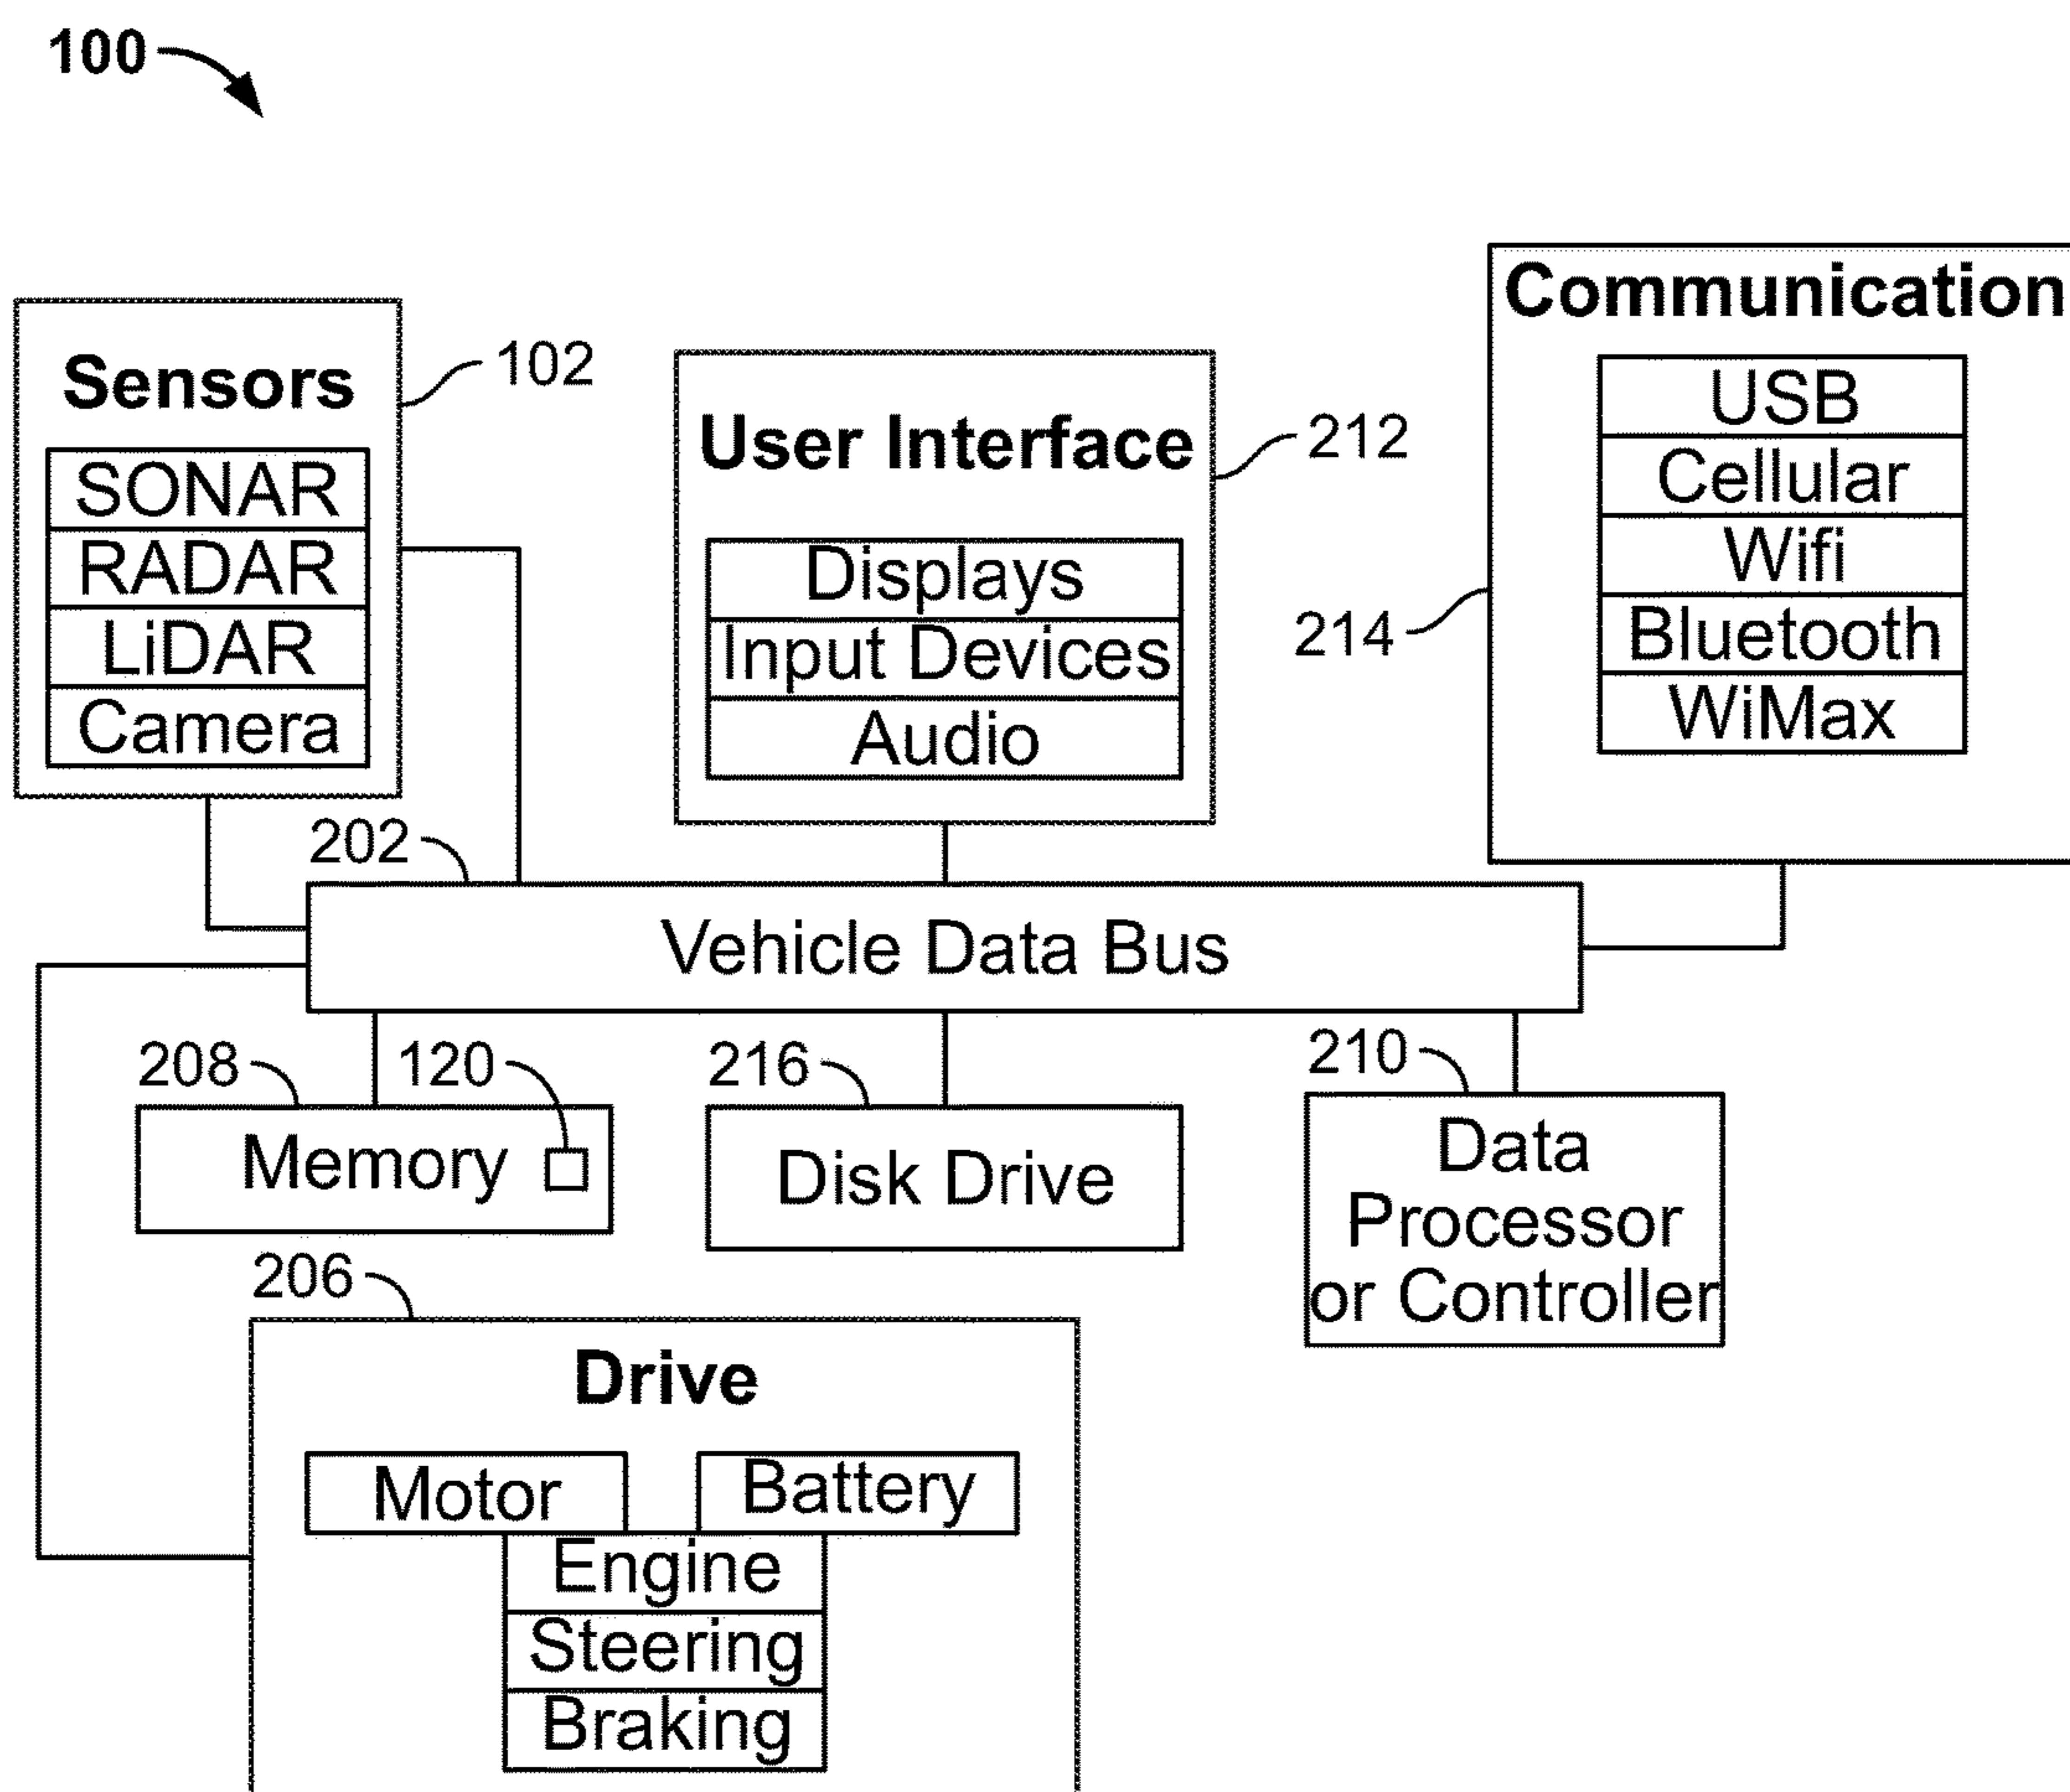 100
Communication
USB
Cellular
Wifi
Bluetooth
WiMax
214
Sensors
102
SONAR
RADAR
LiDAR
Camera
User Interface
212
Displays
Input Devices
Audio
202
Vehicle Data Bus
208
120
216
210
Memory
Disk Drive
Data
Processor
or Controller
206
Drive
Motor
Battery
Engine
Steering
Braking